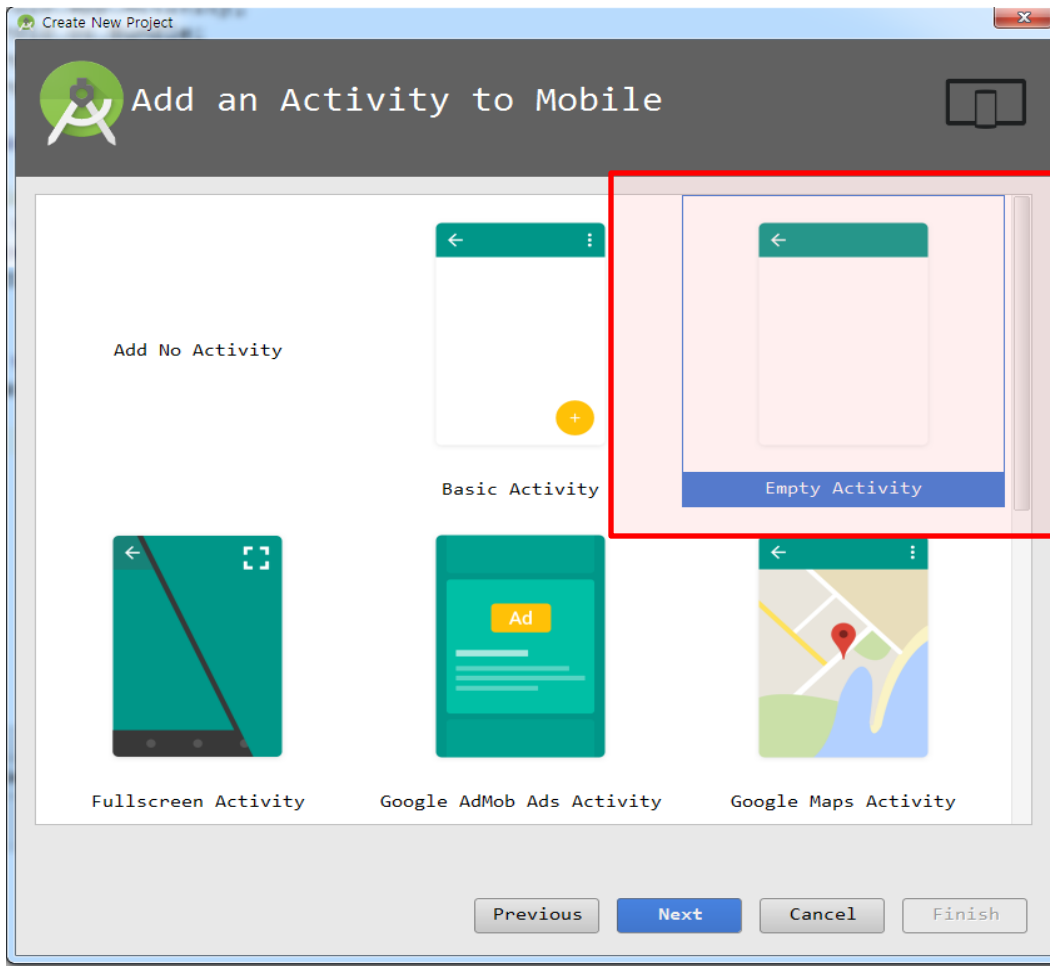 Create New Project
Add an Activity to Mobile
Add No Activity
Basic Activity
Empty Activity
Ad
Fullscreen Activity
Google AdMob Ads Activity
Google Maps Activity
Previous
Next
Cancel
Finish